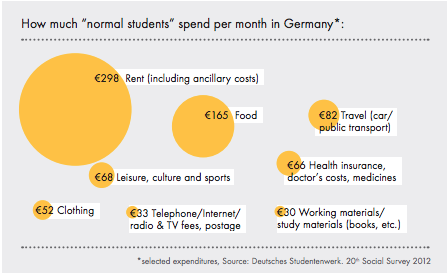 How much “normal students” spend per month in Germany*:
€298 Rent (including ancillary costs)
€165 Food
€82 Travel (car/
public transport)
€68 Leisure, culture and sports
€66 Health insurance,
doctor’s costs, medicines
€52 Clothing
€33 Telephone/Internet/
radio & TV fees, postage
€30 Working materials/
study materials (books, etc.)
*selected expenditures, Source: Deutsches Studentenwerk. 20th Social Survey 2012